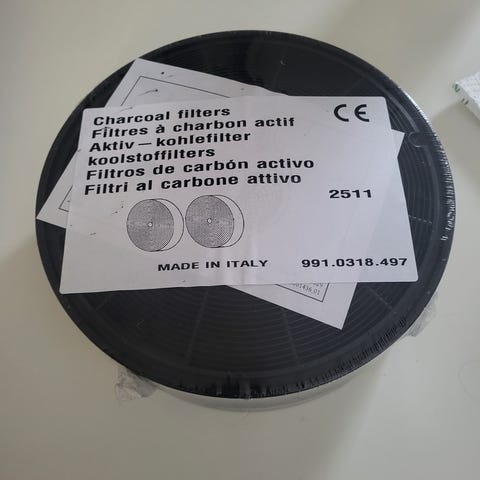 Charcoal filters
Filtres à charbon actif
Aktiv — kohlefilter
koolstoffilters
Filtros de carbón activo
Filtri al carbone attivo
CE
2511
MADE IN ITALY 991.0318.497